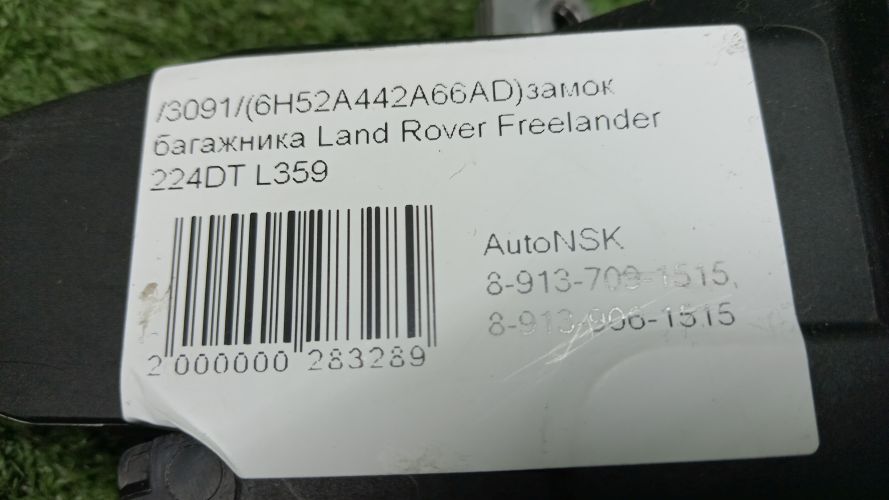 /3091/(6H52A442A66AD)замок
багажника Land Rover Freelander
224DT L359
AutoNSK
8-913-709-1515,
8-913-906-1515
2 000000 283289